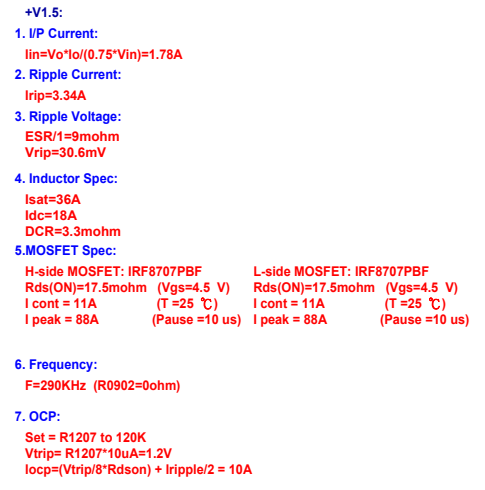 +V1.5:
1. I/P Current:
Iin=Vo*Io/(0.75*Vin)=1.78A
2. Ripple Current:
Irip=3.34A
3. Ripple Voltage:
ESR/1=9mohm
Vrip=30.6mV
4. Inductor Spec:
Isat=36A
Idc=18A
DCR=3.3mohm
5.MOSFET Spec:
H-side MOSFET: IRF8707PBF L-side MOSFET: IRF8707PBF
Rds(ON)=17.5mohm (Vgs=4.5 V) Rds(ON)=17.5mohm (Vgs=4.5 V)
I cont = 11A (T =25 ℃) I cont = 11A (T =25 ℃)
I peak = 88A (Pause =10 us) I peak = 88A (Pause =10 us)
6. Frequency:
F=290KHz (R0902=0ohm)
7. OCP:
Set = R1207 to 120K
Vtrip= R1207*10uA=1.2V
Iocp=(Vtrip/8*Rdson) + Iripple/2 = 10A